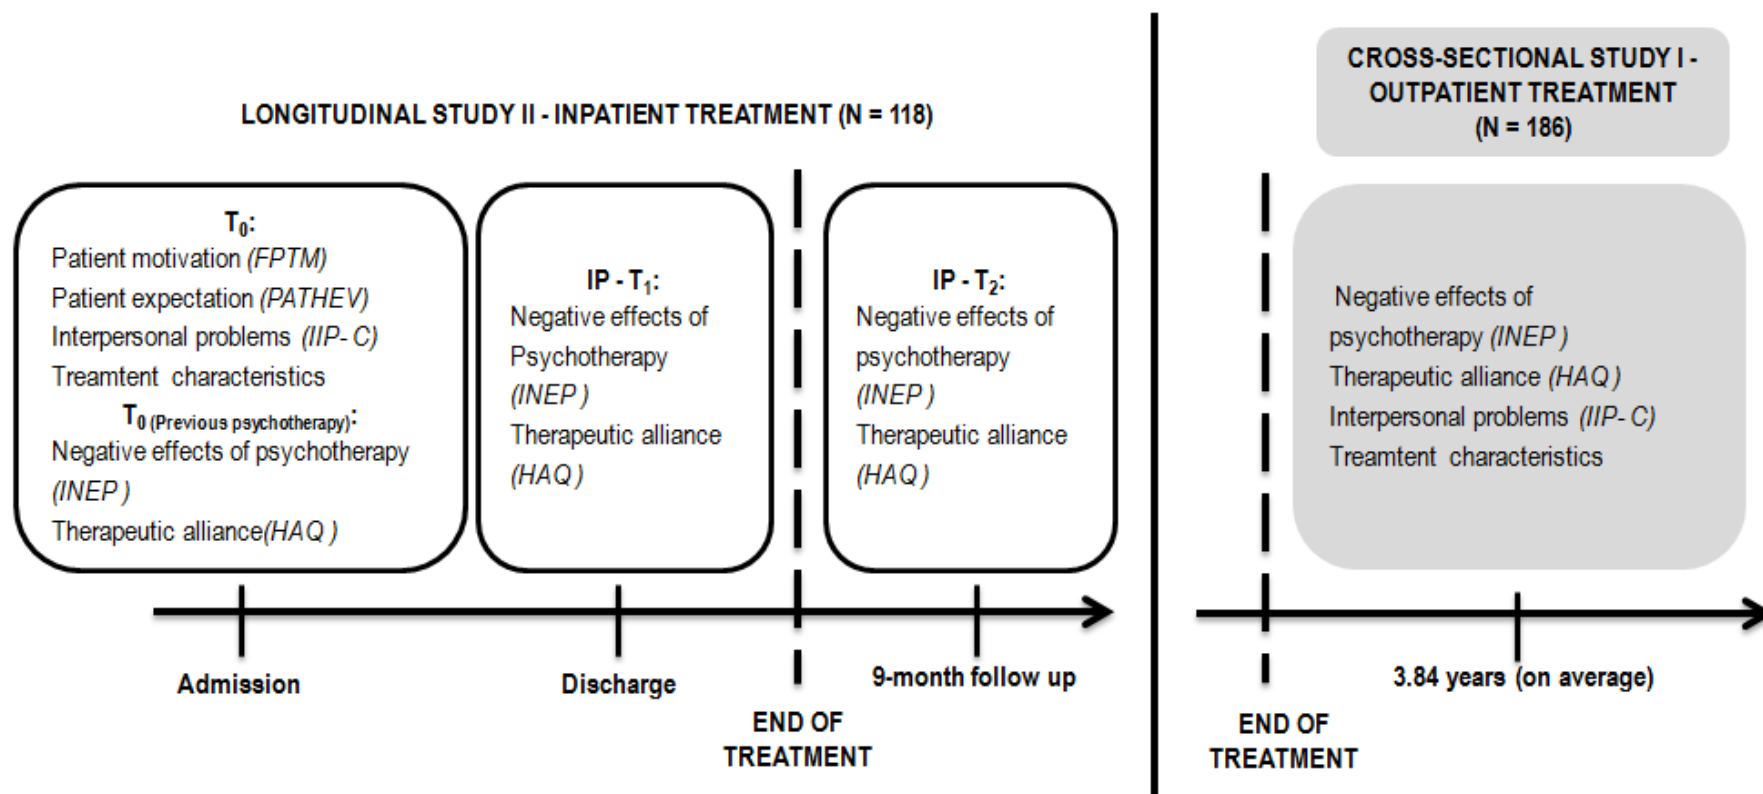 LONGITUDINAL STUDY II - INPATIENT TREATMENT (N = 118)
T0:
Patient motivation (FPTM)
Patient expectation (PATHEV)
Interpersonal problems (IIP- C)
Treamtent characteristics
T0 (Previous psychotherapy):
Negative effects of psychotherapy
(INEP)
Therapeutic alliance(HAQ )
IP - T1:
Negative effects of
Psychotherapy
(INEP)
Therapeutic alliance
(HAQ )
IP - T2:
Negative effects of
psychotherapy
(INEP)
Therapeutic alliance
(HAQ )
Admission
Discharge
9-month follow up
END OF
TREATMENT
CROSS-SECTIONAL STUDY I -
OUTPATIENT TREATMENT
(N = 186)
Negative effects of
psychotherapy (INEP )
Therapeutic alliance (HAQ )
Interpersonal problems (IIP- C)
Treamtent characteristics
3.84 years (on average)
END OF
TREATMENT